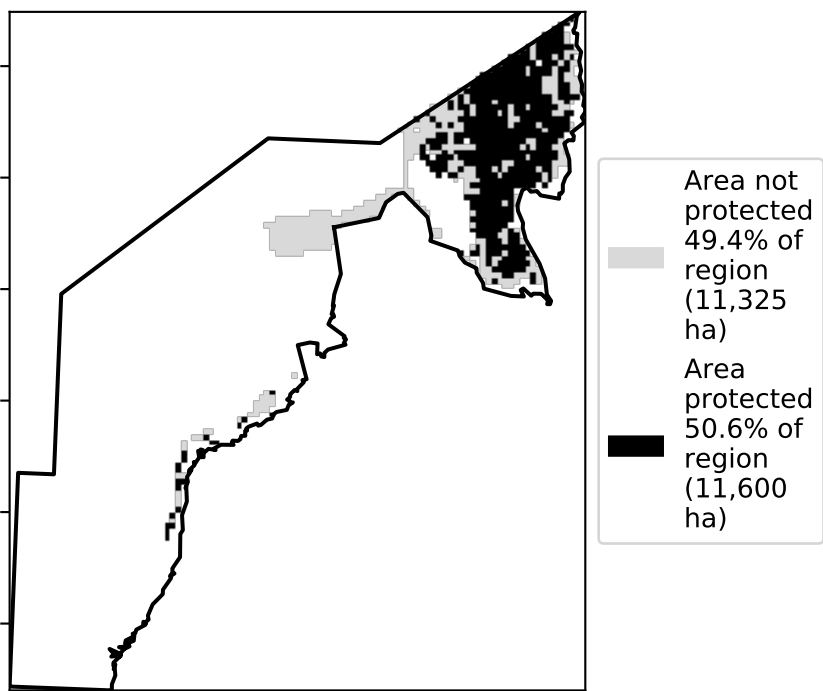 Area not
protected
49.4% of
region
(11,325
ha)
Area
protected
50.6% of
region
(11,600
ha)